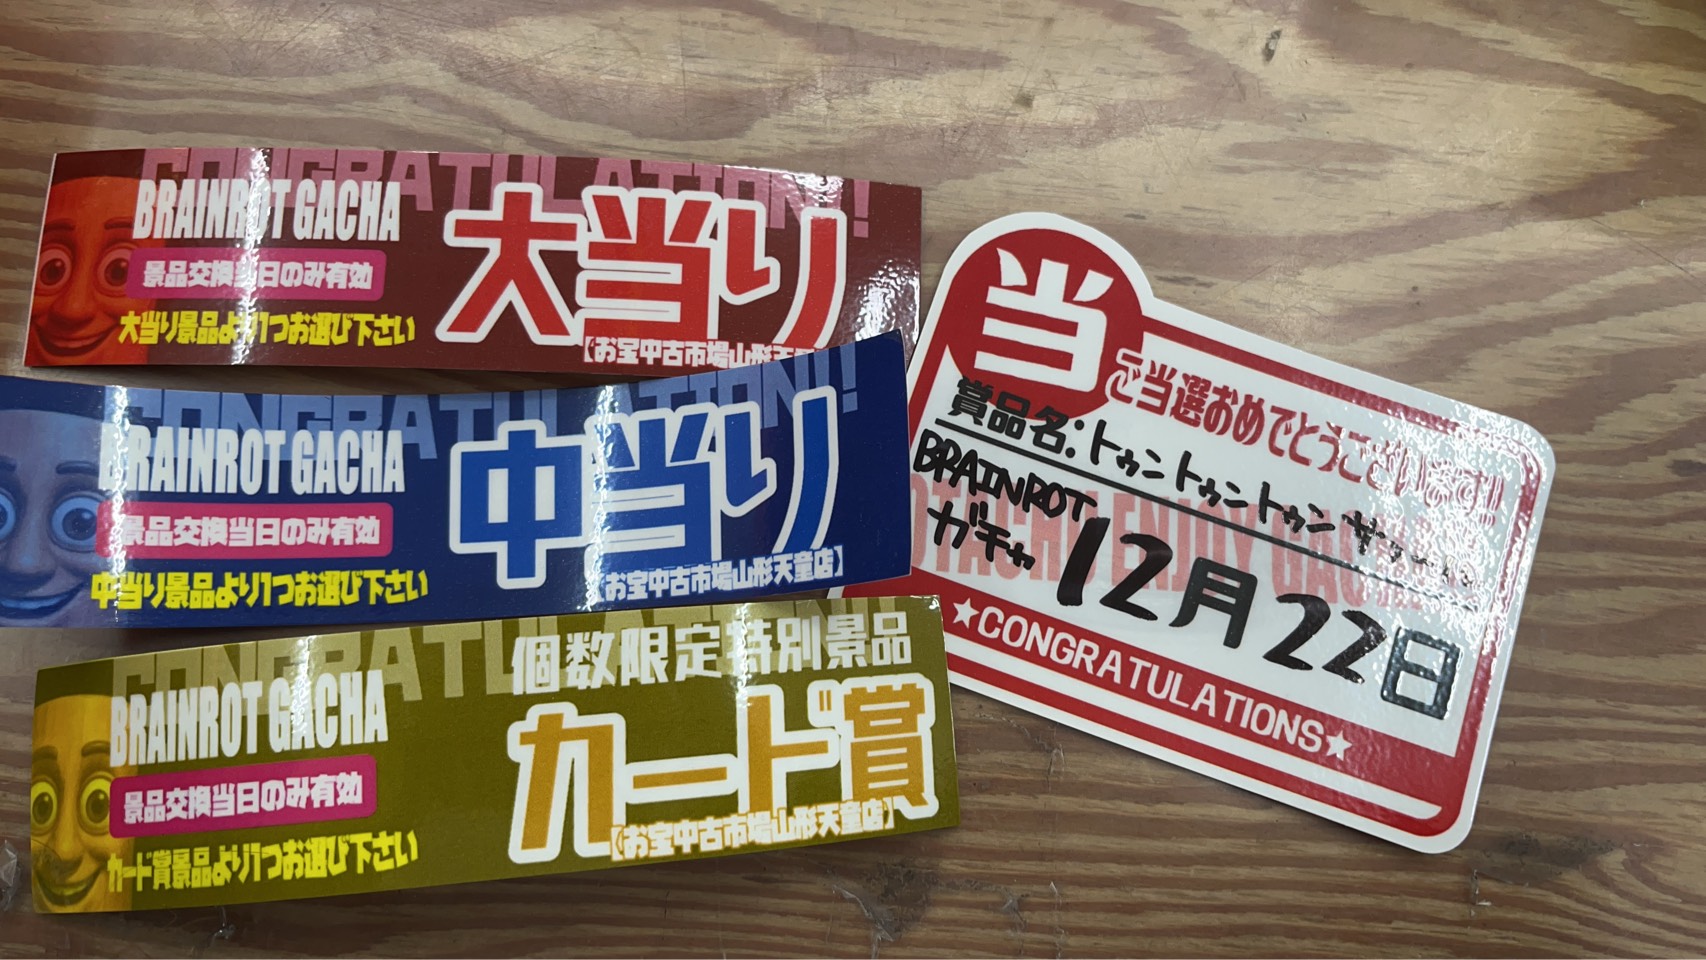 CONGRATULATION!!
BRAINROT GACHA
大当り
景品交換当日のみ有効
大当り景品より1つお選び下さい
【お宝中古市場山形天
CONGRATULATION!!
BRAINROT GACHA
中当り
景品交換当日のみ有効
中当り景品より1つお選び下さい
【お宝中古市場山形天童店】
CONGRATULATION!!
個数限定特別景品
BRAINROT GACHA
カード賞
景品交換当日のみ有効
カード賞景品より1つお選び下さい
【お宝中古市場山形天童店】
当
ご当選おめでとうございます!!
賞品名:トゥントゥントゥン
BRAINROT
ガチャ
12月22日
ENJOY
★CONGRATULATIONS★